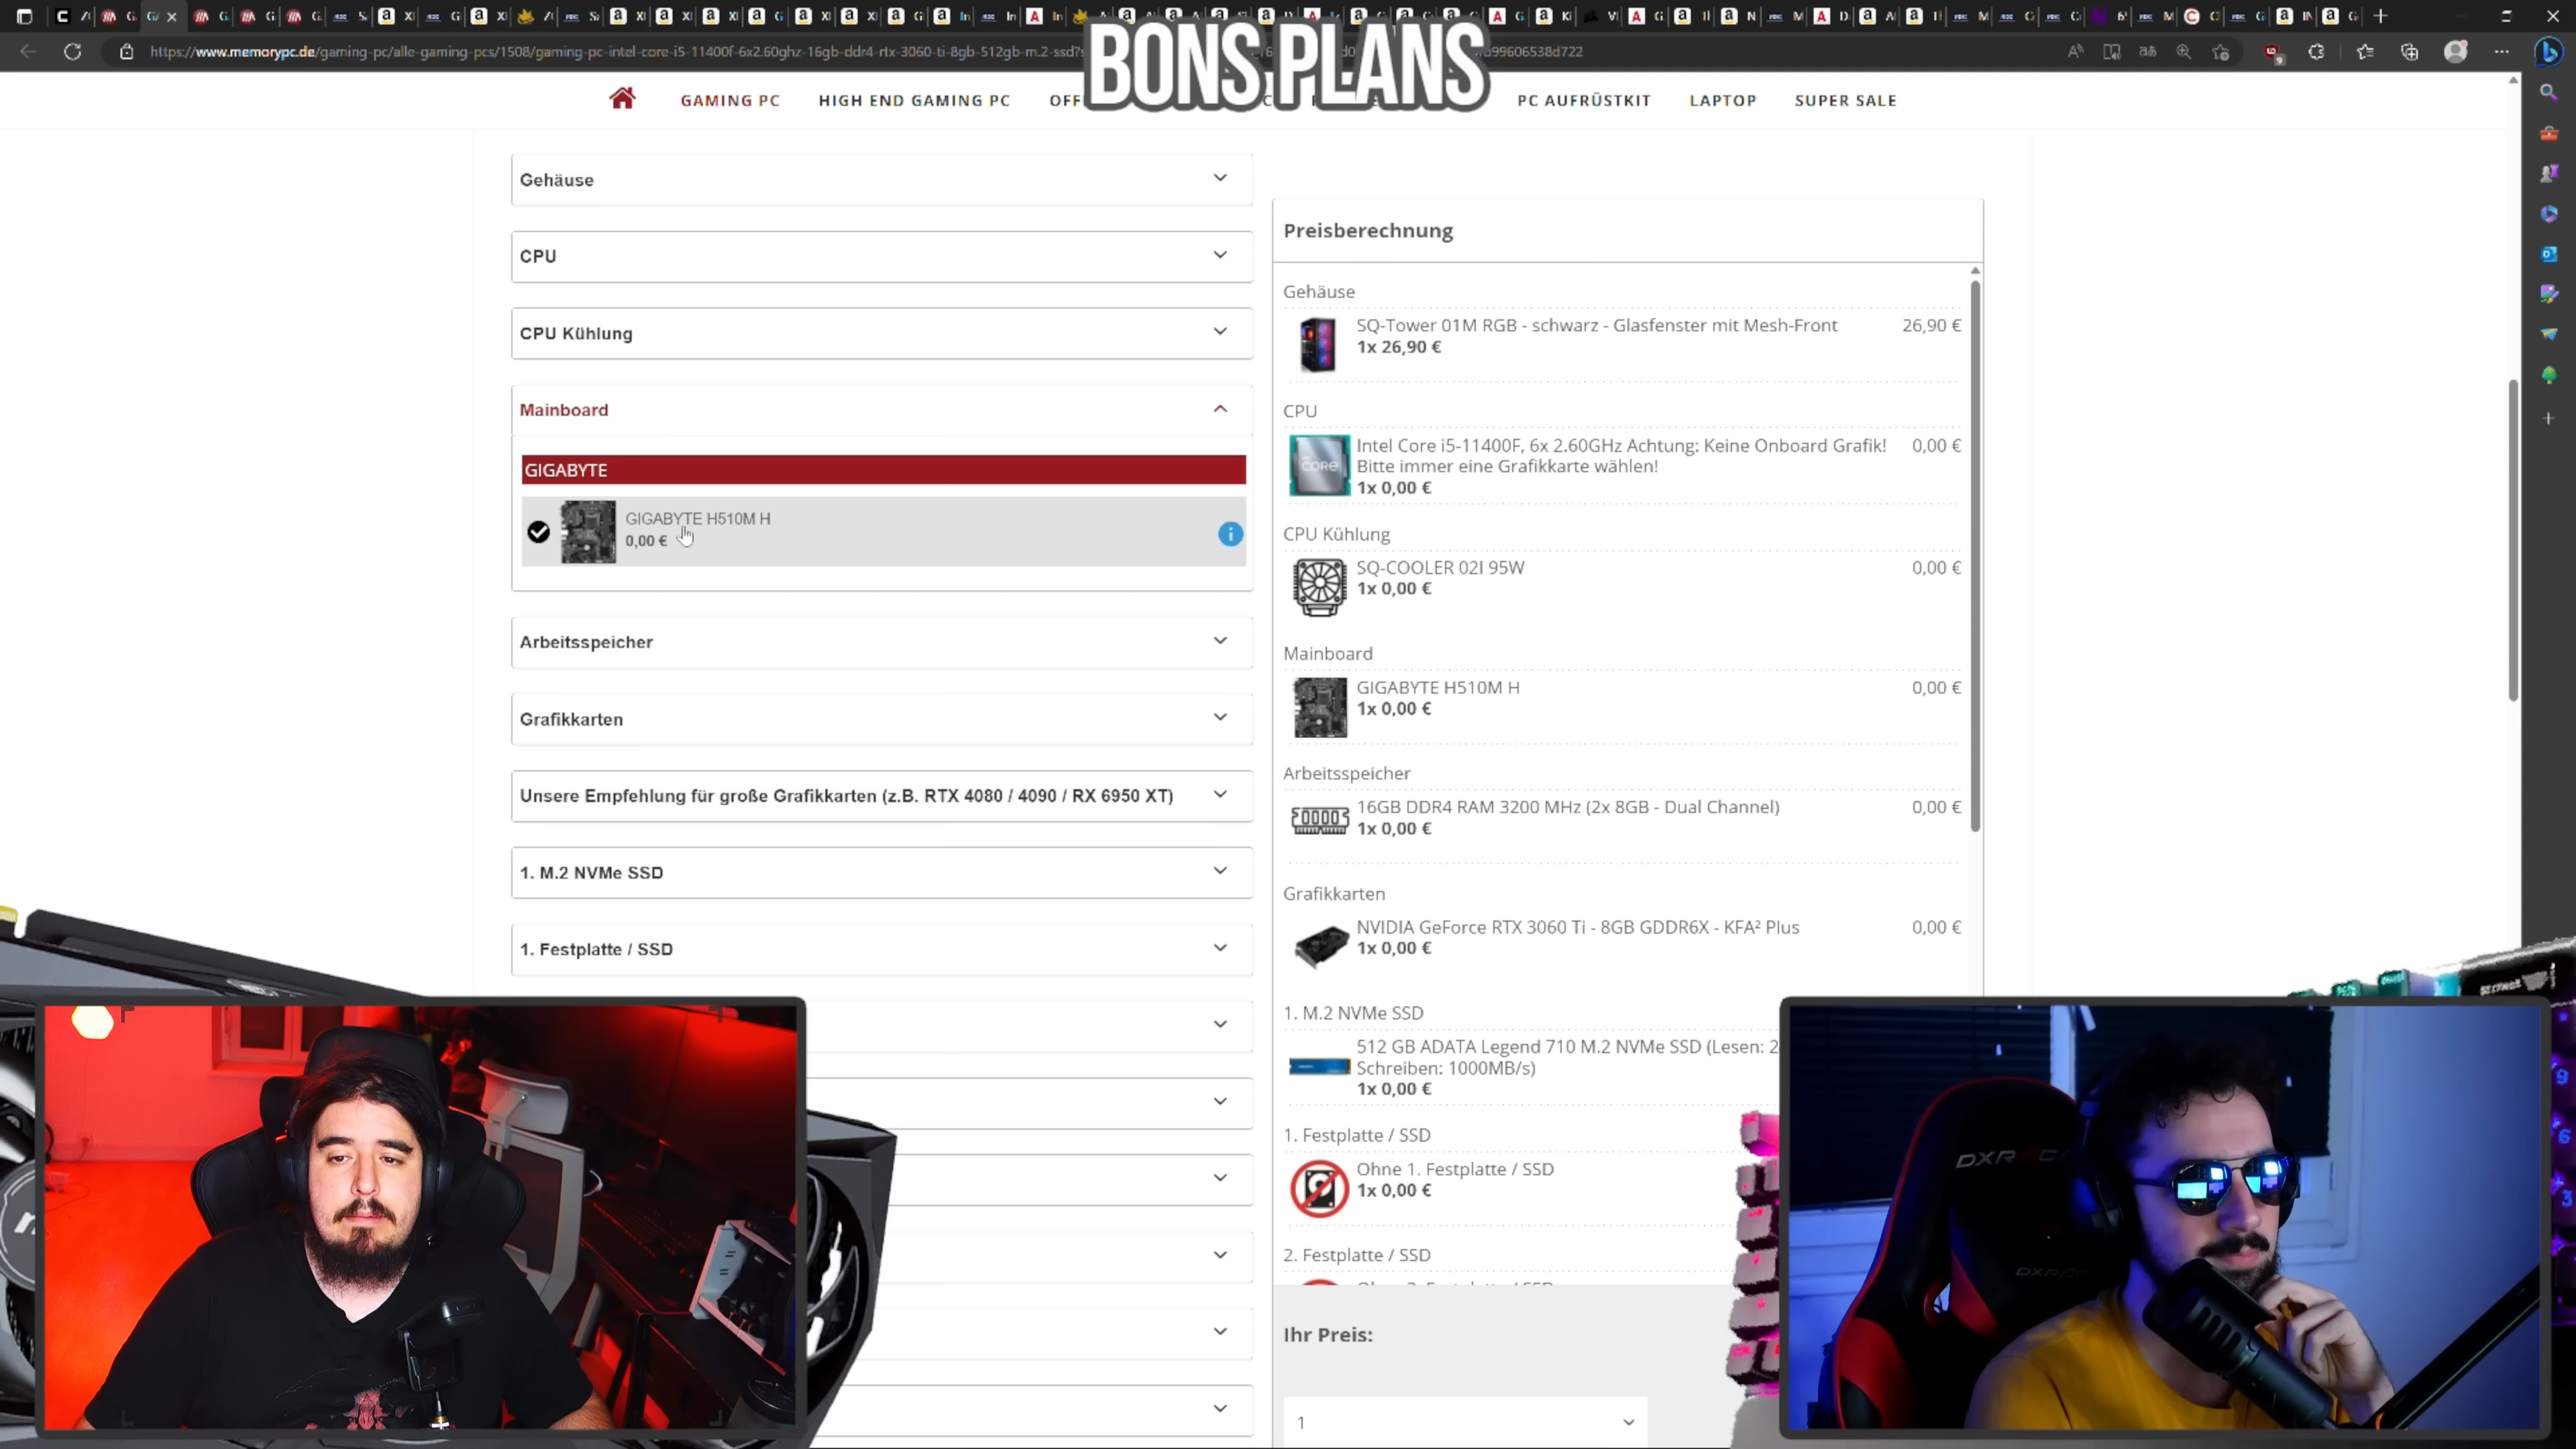 BONS PLANS
https://www.memorypc.de/gaming-pc/alle-gaming-pcs/1508/gaming-pc-intel-core-i5-11400f-6x2.60ghz-16gb-ddr4-rtx-3060-ti-8gb-512gb-m.2-ssd?
99606538d722
GAMING PC
HIGH END GAMING PC
PC AUFRÜSTKIT
LAPTOP
SUPER SALE
Gehäuse
CPU
CPU Kühlung
Mainboard
GIGABYTE
GIGABYTE H510M H
0,00 €
Arbeitsspeicher
Grafikkarten
Unsere Empfehlung für große Grafikkarten (z.B. RTX 4080 / 4090 / RX 6950 XT)
1. M.2 NVMe SSD
1. Festplatte / SSD
Preisberechnung
Gehäuse
SQ-Tower 01M RGB - schwarz - Glasfenster mit Mesh-Front 26,90 €
1x 26,90 €
CPU
Intel Core i5-11400F, 6x 2.60GHz Achtung: Keine Onboard Grafik! 0,00 €
Bitte immer eine Grafikkarte wählen!
1x 0,00 €
CPU Kühlung
SQ-COOLER 02I 95W 0,00 €
1x 0,00 €
Mainboard
GIGABYTE H510M H 0,00 €
1x 0,00 €
Arbeitsspeicher
16GB DDR4 RAM 3200 MHz (2x 8GB - Dual Channel) 0,00 €
1x 0,00 €
Grafikkarten
NVIDIA GeForce RTX 3060 Ti - 8GB GDDR6X - KFA² Plus 0,00 €
1x 0,00 €
1. M.2 NVMe SSD
512 GB ADATA Legend 710 M.2 NVMe SSD (Lesen: 2
Schreiben: 1000MB/s)
1x 0,00 €
1. Festplatte / SSD
Ohne 1. Festplatte / SSD
1x 0,00 €
2. Festplatte / SSD
Ihr Preis:
1